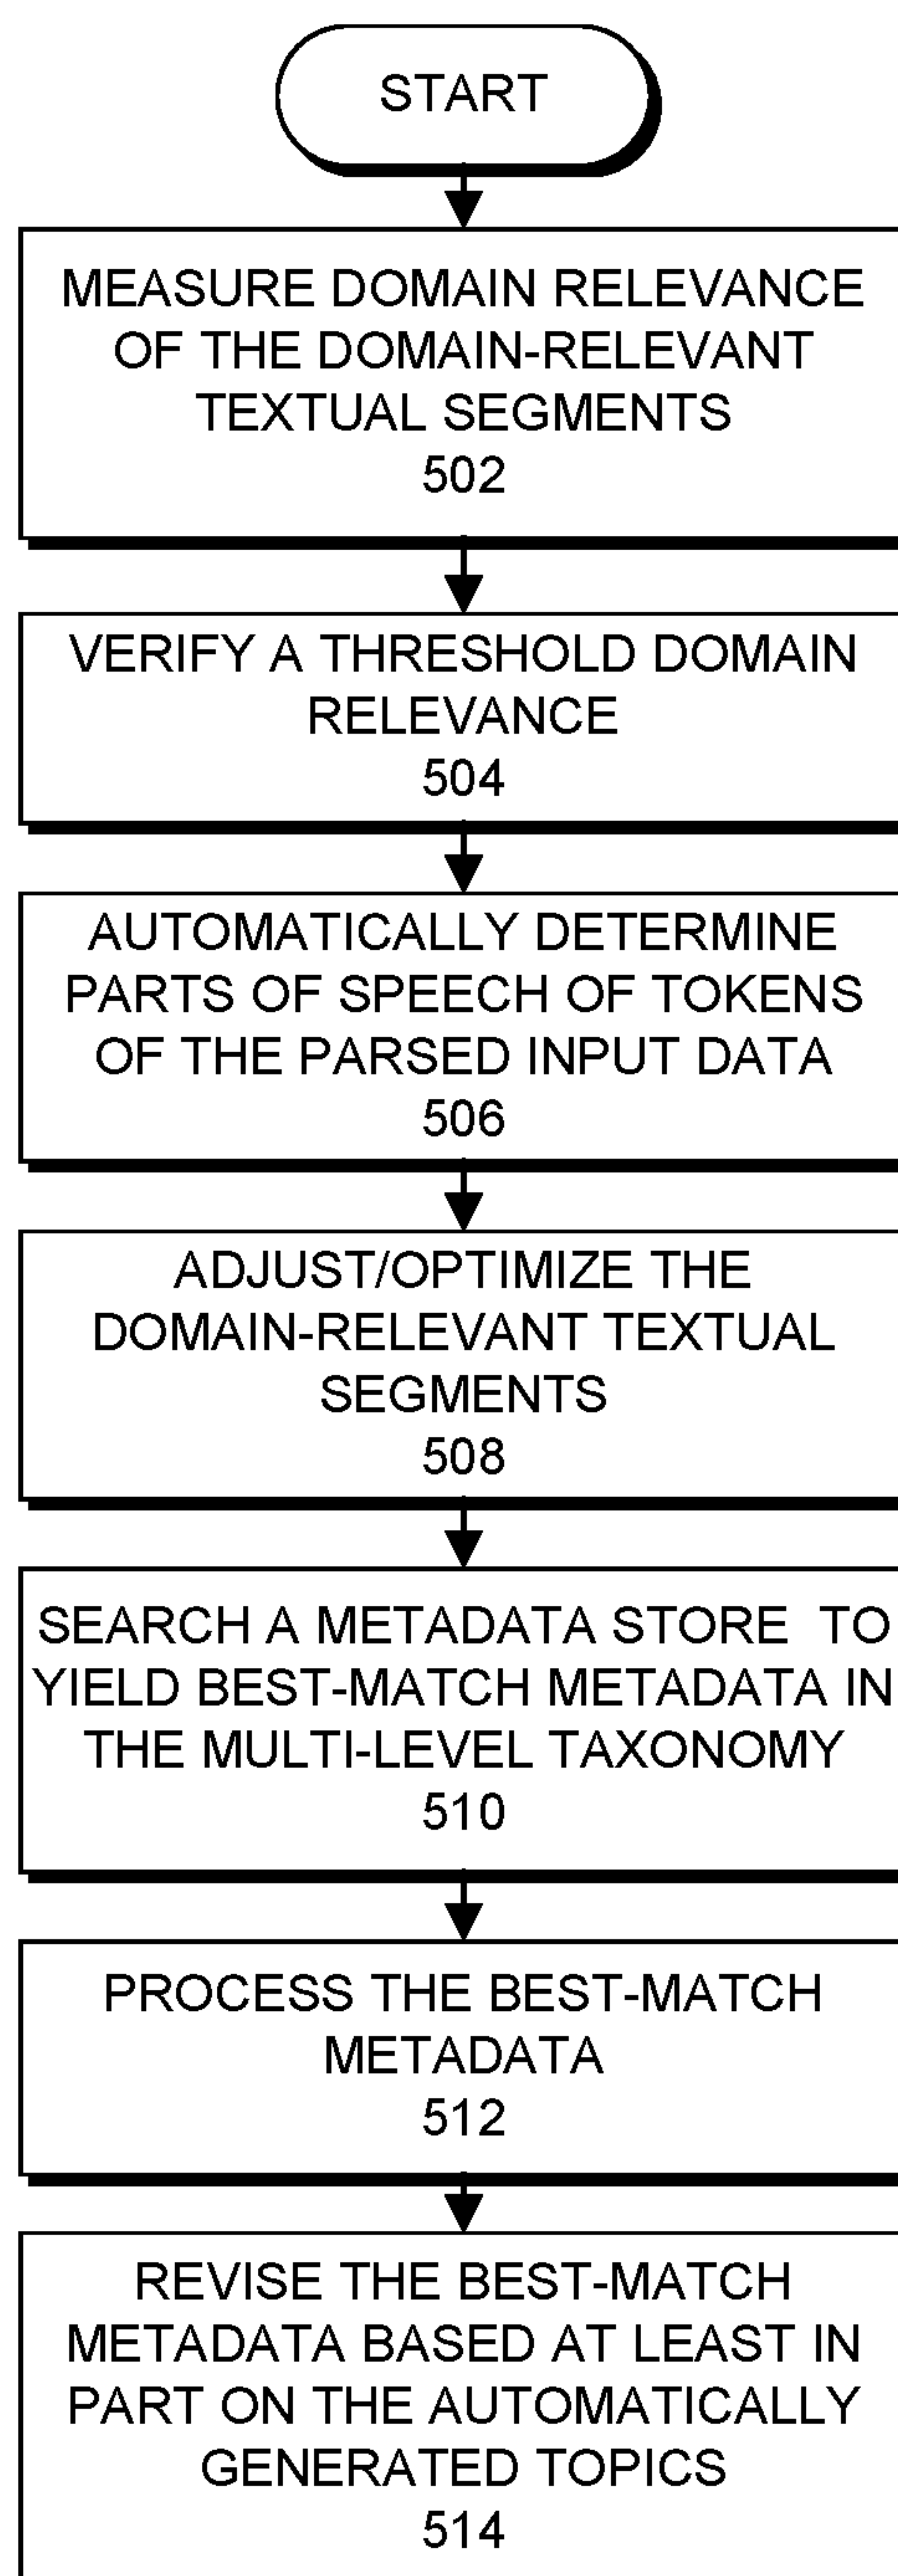 START
MEASURE DOMAIN RELEVANCE
OF THE DOMAIN-RELEVANT
TEXTUAL SEGMENTS
502
VERIFY A THRESHOLD DOMAIN
RELEVANCE
504
AUTOMATICALLY DETERMINE
PARTS OF SPEECH OF TOKENS
OF THE PARSED INPUT DATA
506
ADJUST/OPTIMIZE THE
DOMAIN-RELEVANT TEXTUAL
SEGMENTS
508
SEARCH A METADATA STORE TO
YIELD BEST-MATCH METADATA IN
THE MULTI-LEVEL TAXONOMY
510
PROCESS THE BEST-MATCH
METADATA
512
REVISE THE BEST-MATCH
METADATA BASED AT LEAST IN
PART ON THE AUTOMATICALLY
GENERATED TOPICS
514